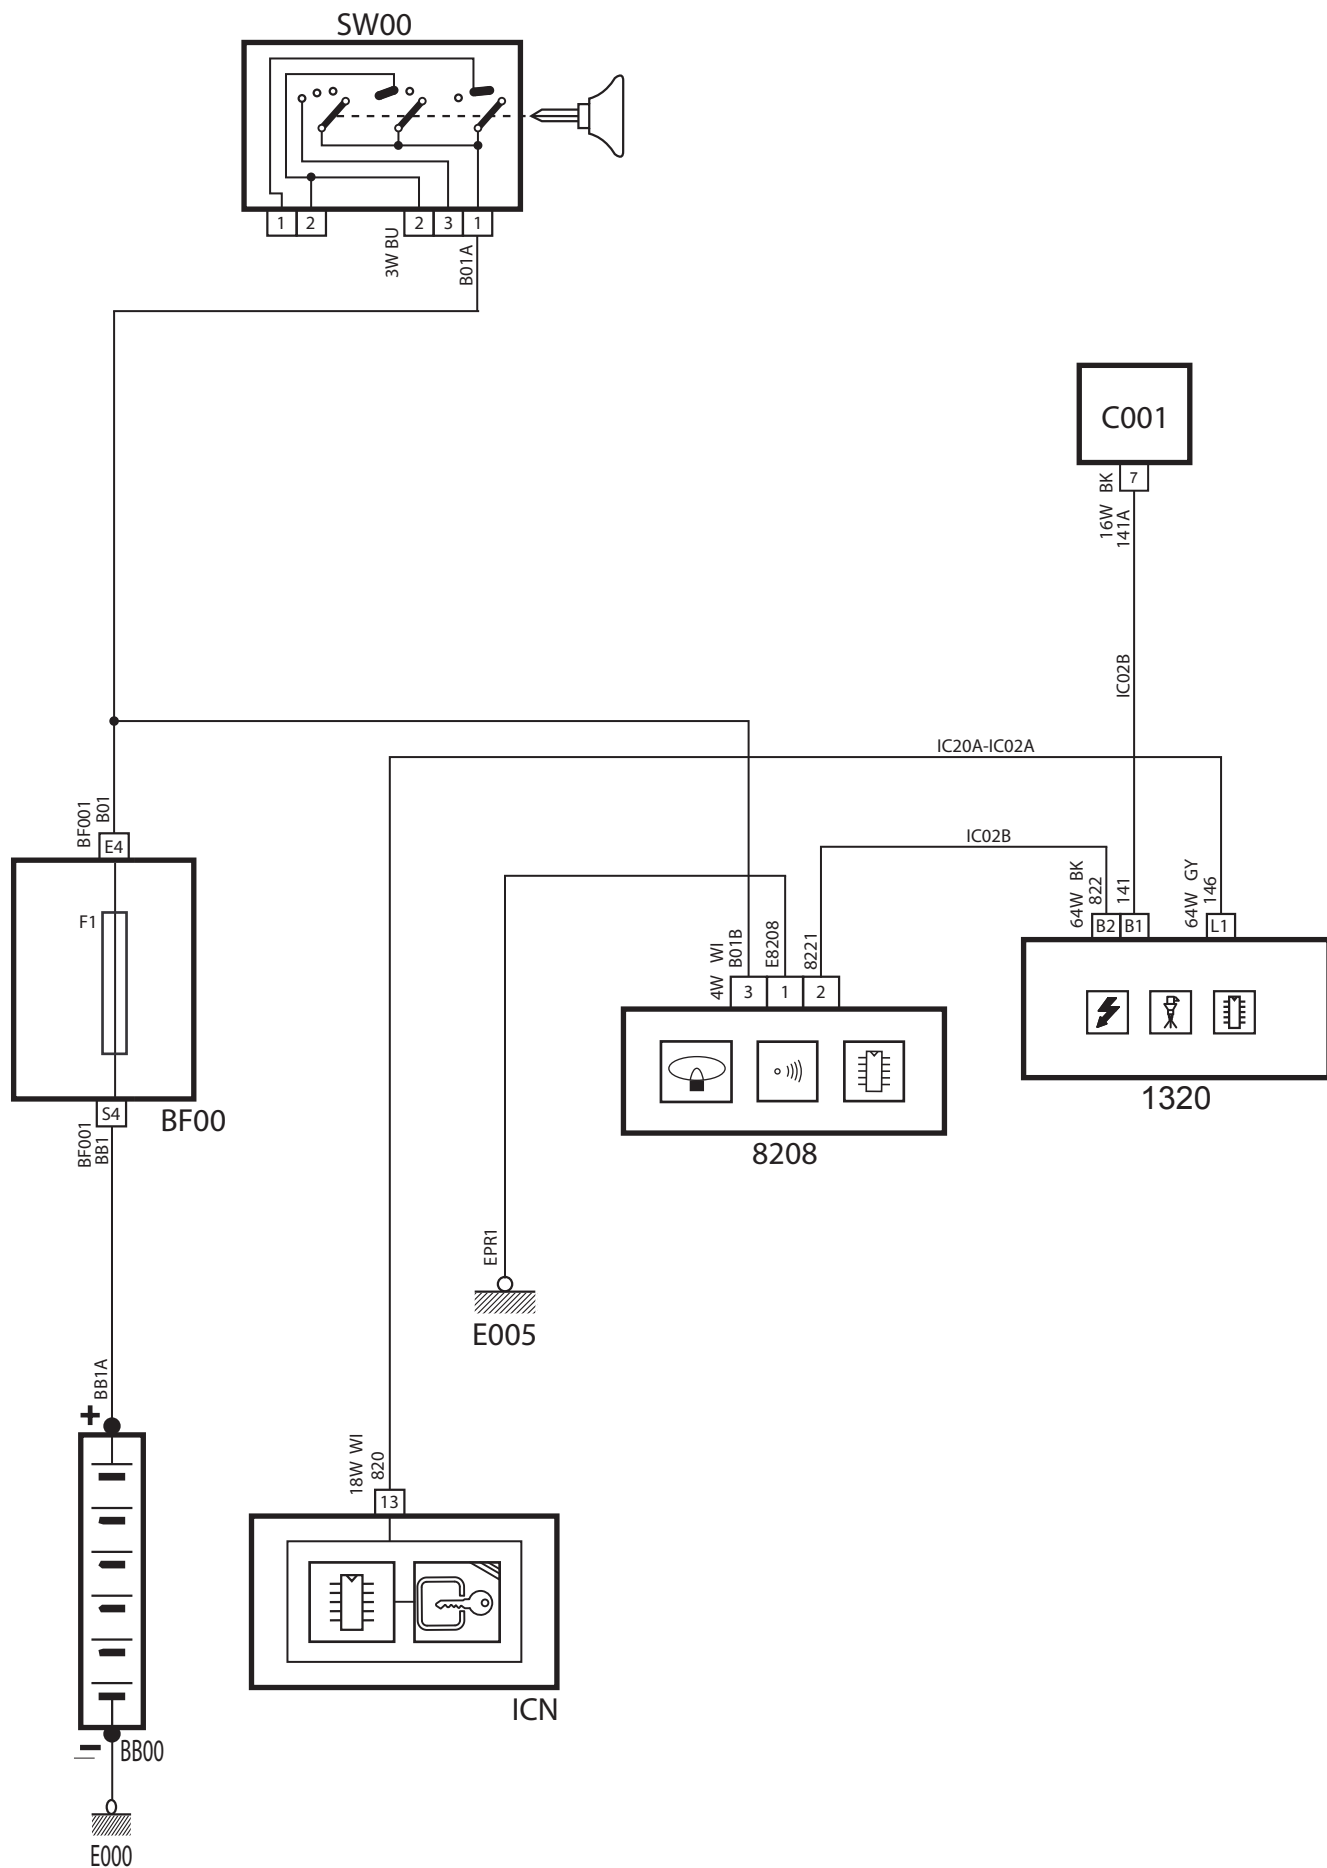 SW00
1
2
2
3
1
3W BU
B01A
C001
7
16W BK
141A
IC02B
IC20A-IC02A
BF001
B01
E4
F1
S4
BF00
BF001
BB1
IC02B
64W BK
822
141
64W GY
146
B2
B1
L1
1320
4W WI
B01B
E8208
8221
3
1
2
8208
EPR1
E005
BB1A
+
18W WI
820
13
ICN
–
BB00
E000